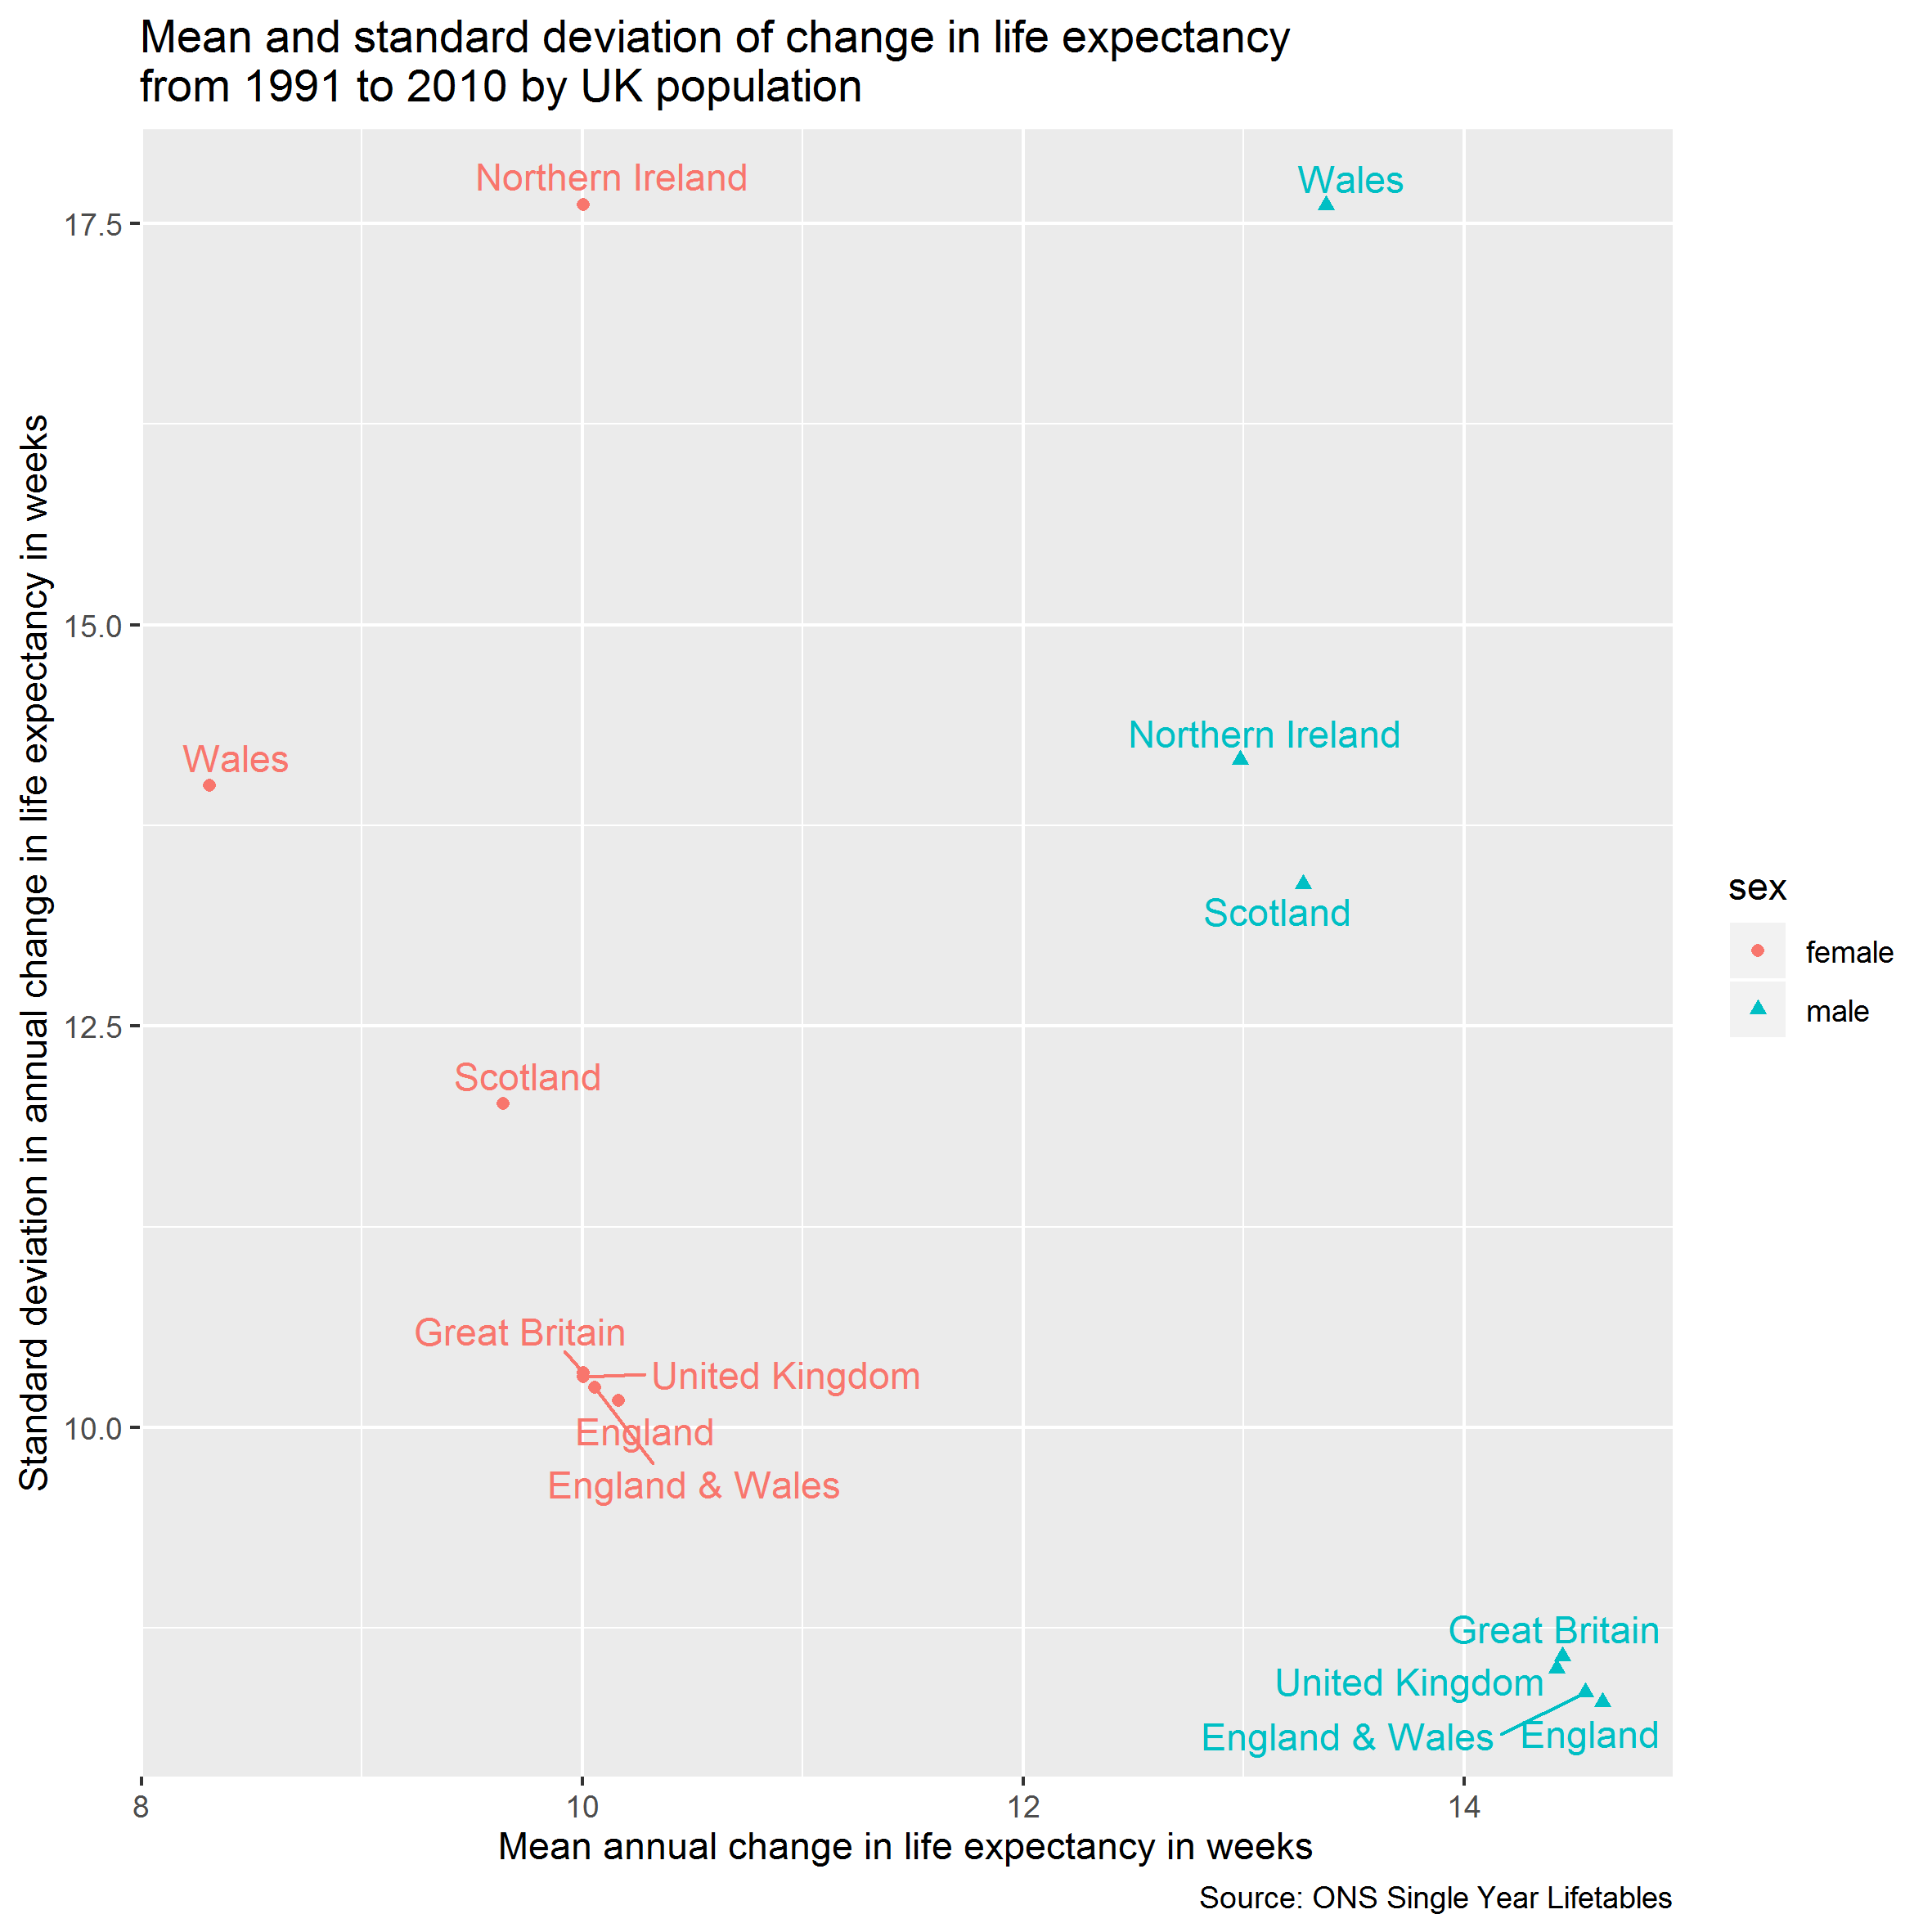 Mean and standard deviation of change in life expectancy
from 1991 to 2010 by UK population
Standard deviation in annual change in life expectancy in weeks
17.5
15.0
12.5
10.0
Northern Ireland
Wales
Northern Ireland
Wales
Scotland
Scotland
Great Britain
United Kingdom
England
England & Wales
Great Britain
United Kingdom
England & Wales
England
sex
female
male
8
10
12
14
Mean annual change in life expectancy in weeks
Source: ONS Single Year Lifetables